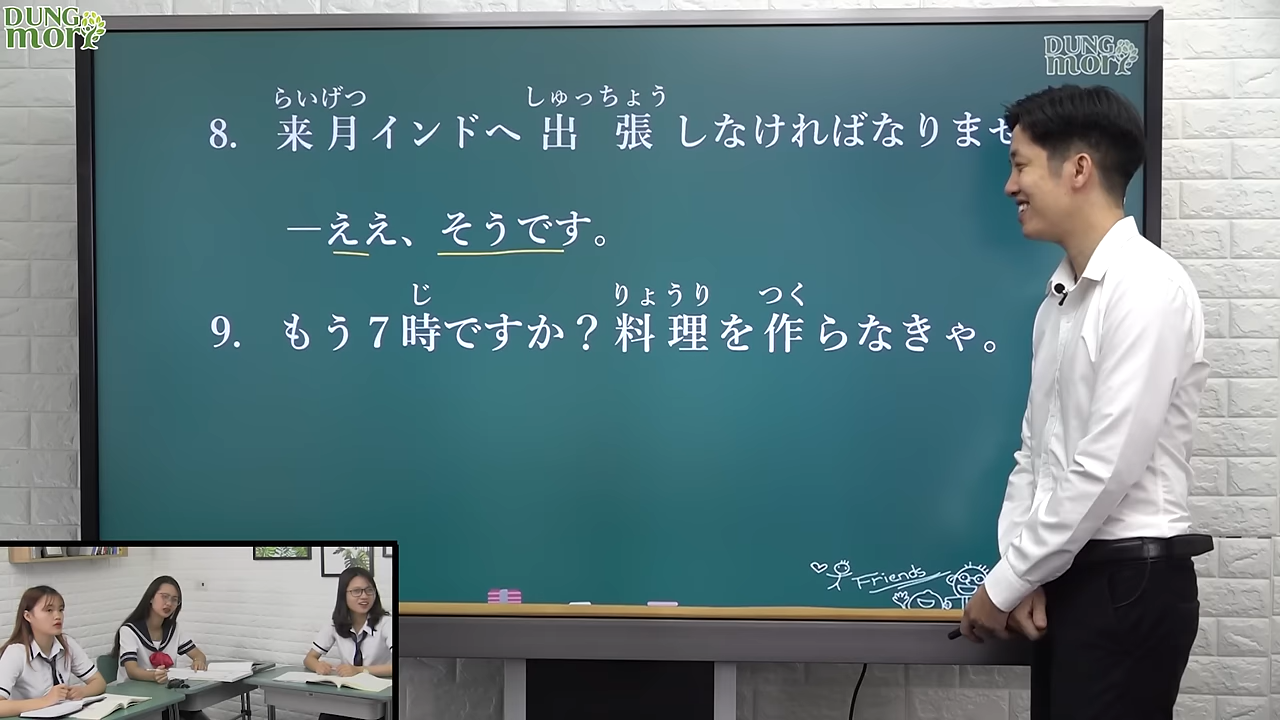 DUNG
mori
DUNG
mori
らいげつ しゅっちょう
8. 来月インドへ出張しなければなりませ
―ええ、そうです。
じ りょうり つく
9. もう7時ですか?料理を作らなきゃ。
Friends